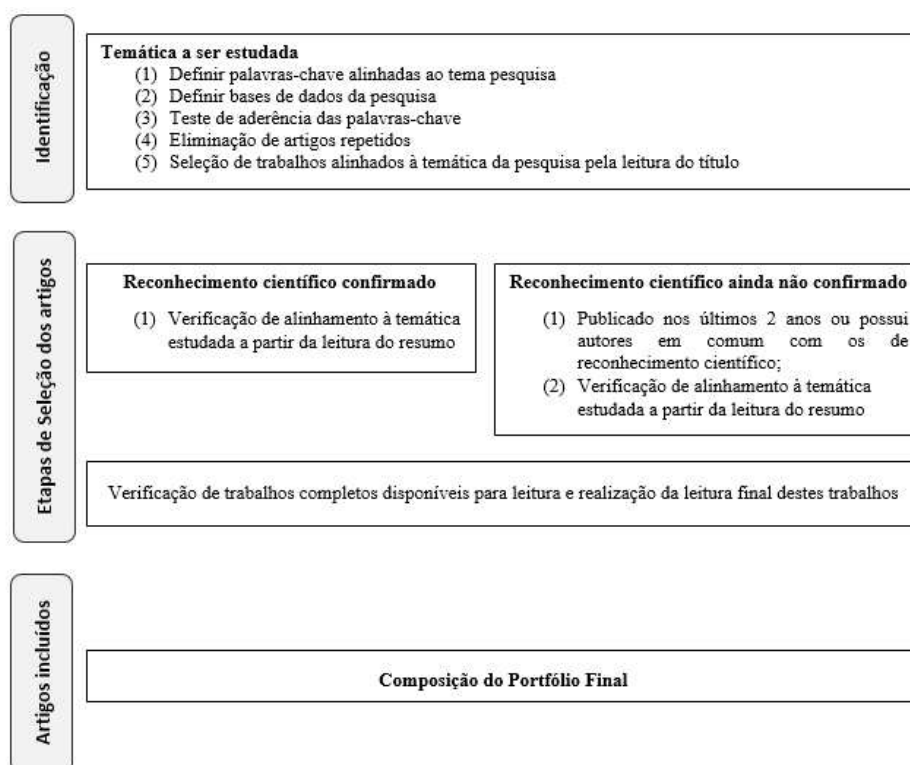 Identificação
Temática a ser estudada
(1) Definir palavras-chave alinhadas ao tema pesquisa
(2) Definir bases de dados da pesquisa
(3) Teste de aderência das palavras-chave
(4) Eliminação de artigos repetidos
(5) Seleção de trabalhos alinhados à temática da pesquisa pela leitura do título
Etapas de Seleção dos artigos
Reconhecimento científico confirmado
(1) Verificação de alinhamento à temática
estudada a partir da leitura do resumo
Reconhecimento científico ainda não confirmado
(1) Publicado nos últimos 2 anos ou possui
autores em comum com os de
reconhecimento científico;
(2) Verificação de alinhamento à temática
estudada a partir da leitura do resumo
Verificação de trabalhos completos disponíveis para leitura e realização da leitura final destes trabalhos
Artigos incluídos
Composição do Portfólio Final